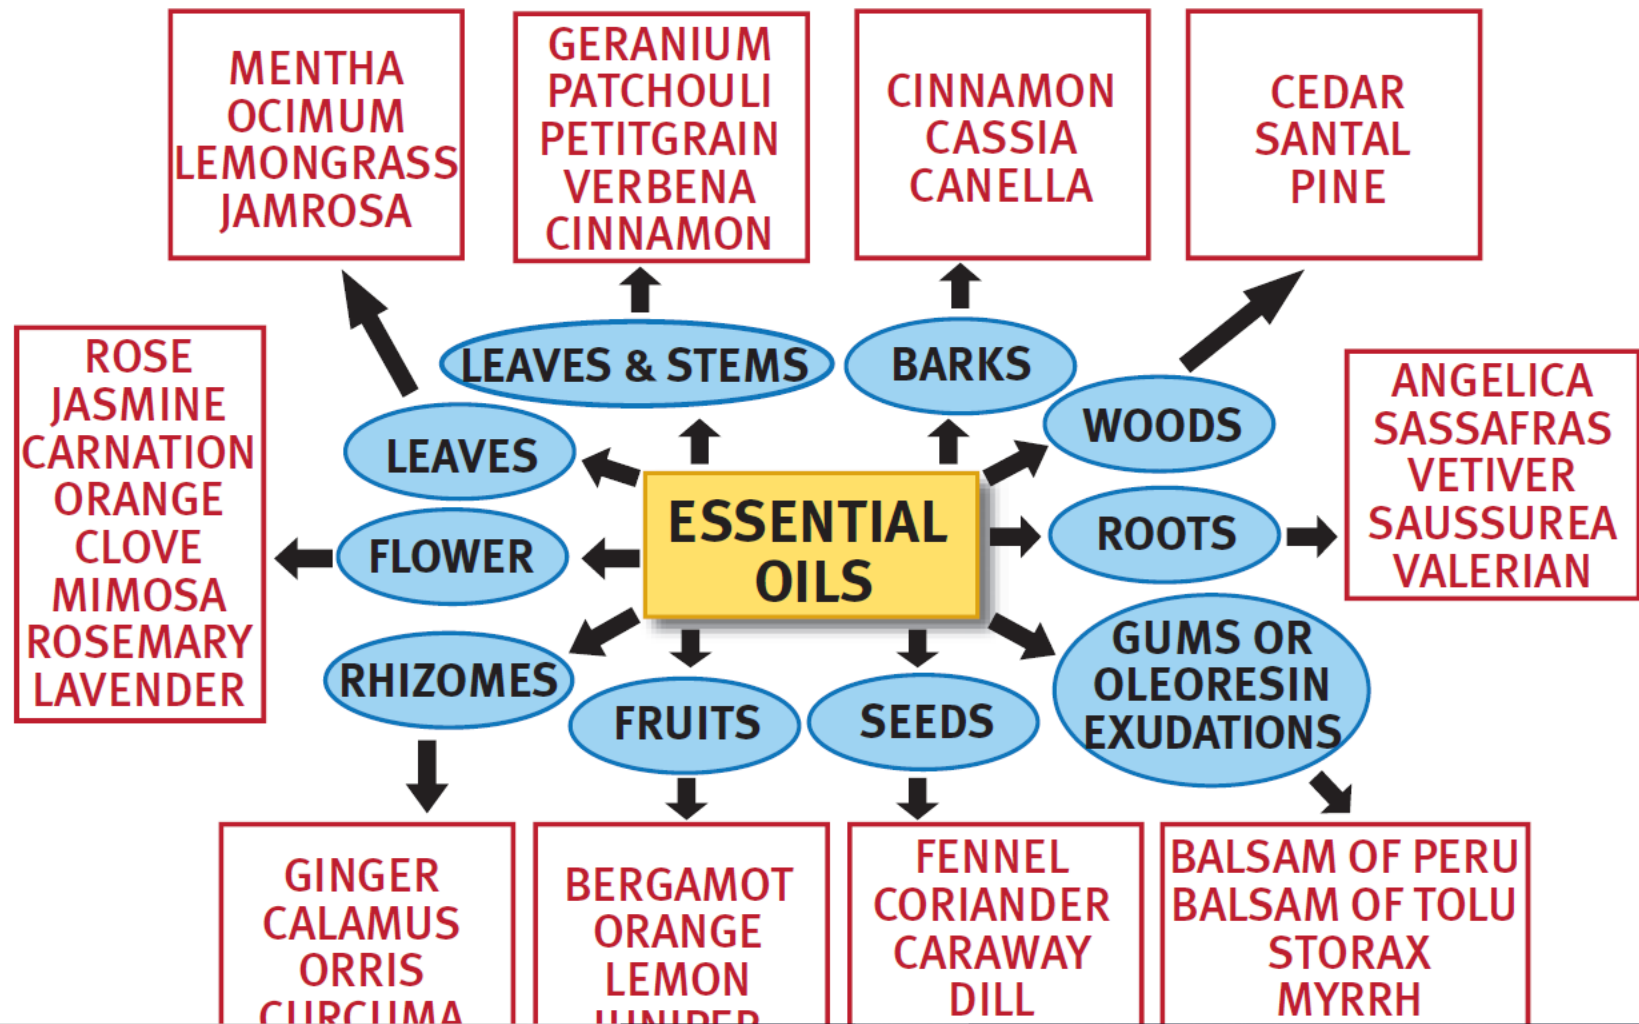 MENTHA
OCIMUM
LEMONGRASS
JAMROSA
GERANIUM
PATCHOULI
PETITGRAIN
VERBENA
CINNAMON
CINNAMON
CASSIA
CANELLA
CEDAR
SANTAL
PINE
LEAVES & STEMS
BARKS
WOODS
LEAVES
ROSE
JASMINE
CARNATION
ORANGE
CLOVE
MIMOSA
ROSEMARY
LAVENDER
FLOWER
ESSENTIAL
OILS
ROOTS
ANGELICA
SASSAFRAS
VETIVER
SAUSSUREA
VALERIAN
RHIZOMES
FRUITS
SEEDS
GUMS OR
OLEORESIN
EXUDATIONS
GINGER
CALAMUS
ORRIS
CURCUMA
BERGAMOT
ORANGE
LEMON
JUNIPER
FENNEL
CORIANDER
CARAWAY
DILL
BALSAM OF PERU
BALSAM OF TOLU
STORAX
MYRRH